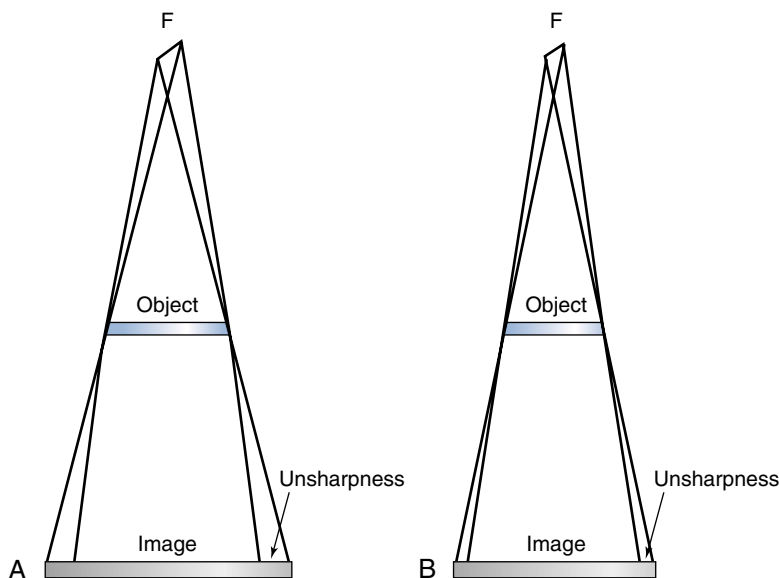 F
Object
Unsharpness
Image
A
F
Object
Unsharpness
Image
B